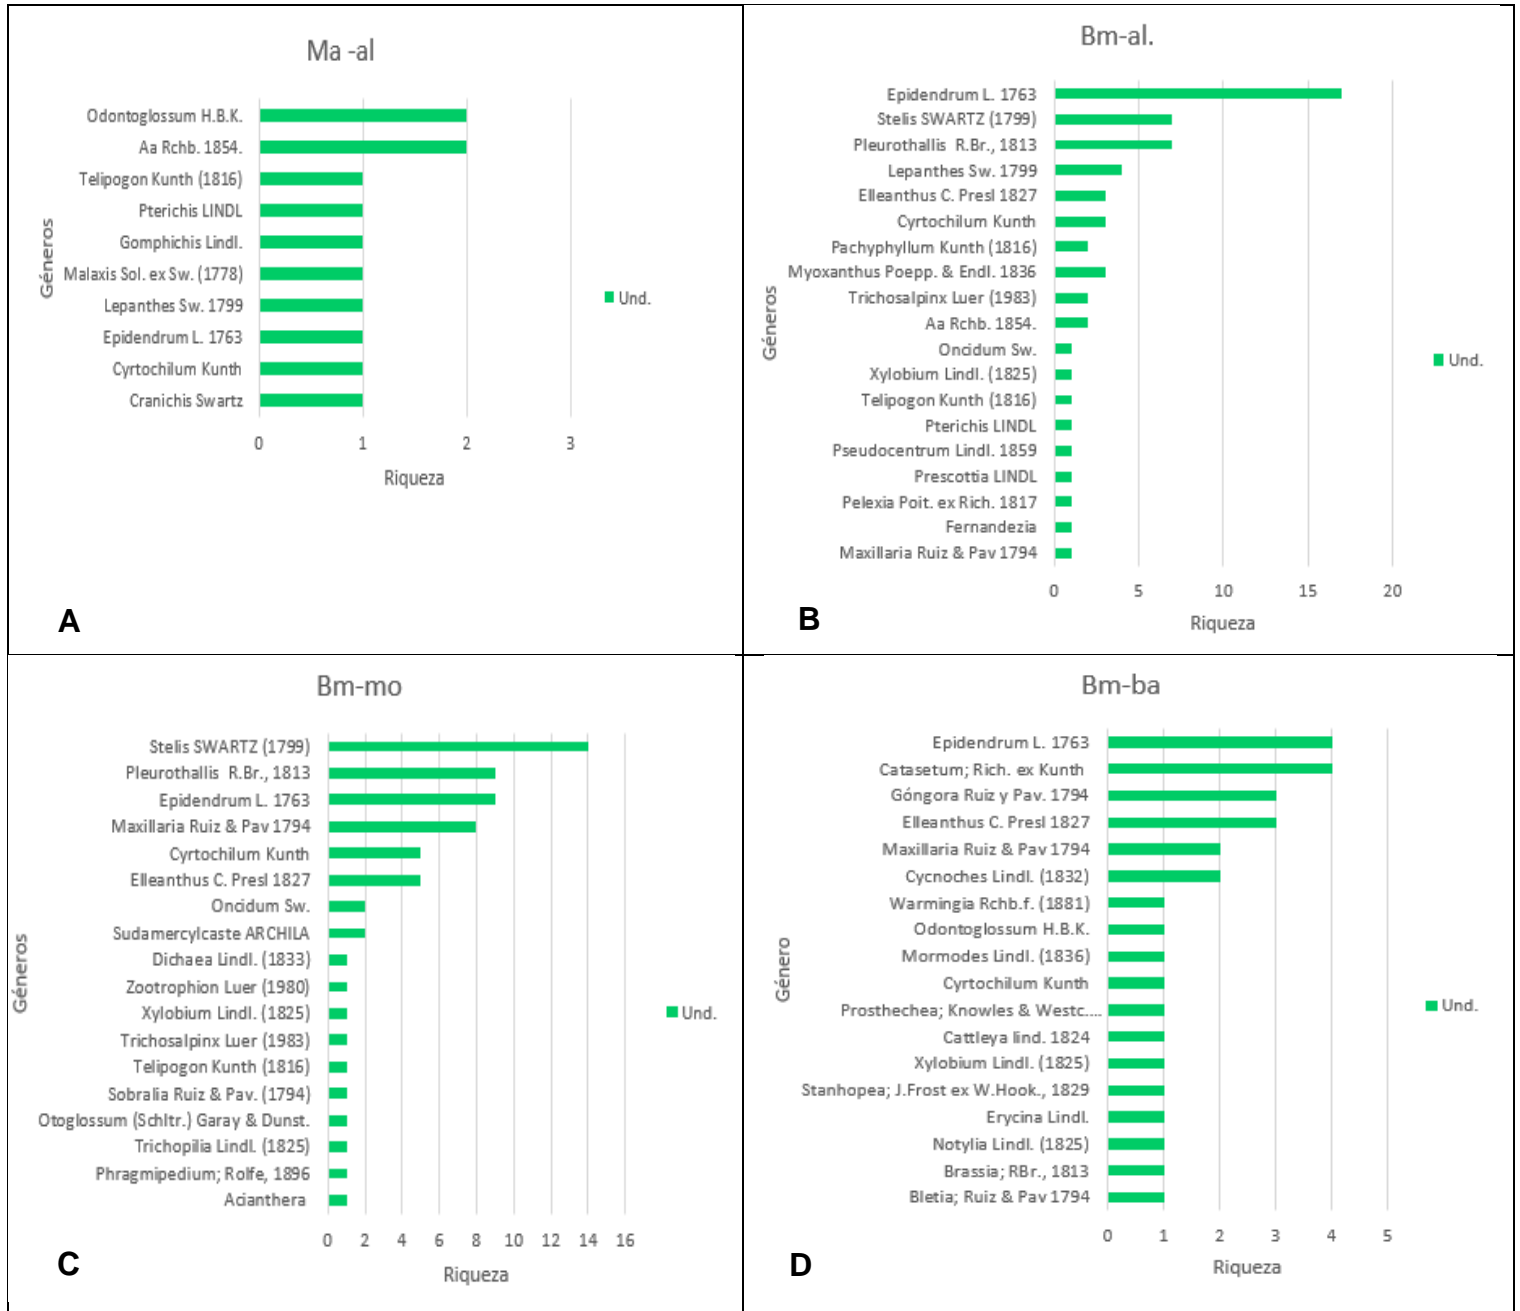 Ma -al
Géneros
Odontoglossum H.B.K.
Aa Rchb. 1854.
Telipogon Kunth (1816)
Pterichis LINDL
Gomphichis Lindl.
Malaxis Sol. ex Sw. (1778)
Lepanthes Sw. 1799
Epidendrum L. 1763
Cyrtochilum Kunth
Cranichis Swartz
0 1 2 3
Riqueza
Und.
A
Bm-al.
Géneros
Epidendrum L. 1763
Stelis SWARTZ (1799)
Pleurothallis R.Br., 1813
Lepanthes Sw. 1799
Elleanthus C. Presl 1827
Cyrtochilum Kunth
Pachyphyllum Kunth (1816)
Myoxanthus Poepp. & Endl. 1836
Trichosalpinx Luer (1983)
Aa Rchb. 1854.
Oncidum Sw.
Xylobium Lindl. (1825)
Telipogon Kunth (1816)
Pterichis LINDL
Pseudocentrum Lindl. 1859
Prescottia LINDL
Pelexia Poit. ex Rich. 1817
Fernandezia
Maxillaria Ruiz & Pav 1794
0 5 10 15 20
Riqueza
Und.
B
Bm-mo
Géneros
Stelis SWARTZ (1799)
Pleurothallis R.Br., 1813
Epidendrum L. 1763
Maxillaria Ruiz & Pav 1794
Cyrtochilum Kunth
Elleanthus C. Presl 1827
Oncidum Sw.
Sudamercylcaste ARCHILA
Dichaea Lindl. (1833)
Zootrophion Luer (1980)
Xylobium Lindl. (1825)
Trichosalpinx Luer (1983)
Telipogon Kunth (1816)
Sobralia Ruiz & Pav. (1794)
Otoglossum (Schltr.) Garay & Dunst.
Trichopilia Lindl. (1825)
Phragmipedium; Rolfe, 1896
Acianthera
0 2 4 6 8 10 12 14 16
Riqueza
Und.
C
Bm-ba
Género
Epidendrum L. 1763
Catasetum; Rich. ex Kunth
Góngora Ruiz y Pav. 1794
Elleanthus C. Presl 1827
Maxillaria Ruiz & Pav 1794
Cycnoches Lindl. (1832)
Warmingia Rchb.f. (1881)
Odontoglossum H.B.K.
Mormodes Lindl. (1836)
Cyrtochilum Kunth
Prosthechea; Knowles & Westc....
Cattleya lind. 1824
Xylobium Lindl. (1825)
Stanhopea; J.Frost ex W.Hook., 1829
Erycina Lindl.
Notylia Lindl. (1825)
Brassia; RBr., 1813
Bletia; Ruiz & Pav 1794
0 1 2 3 4 5
Riqueza
Und.
D